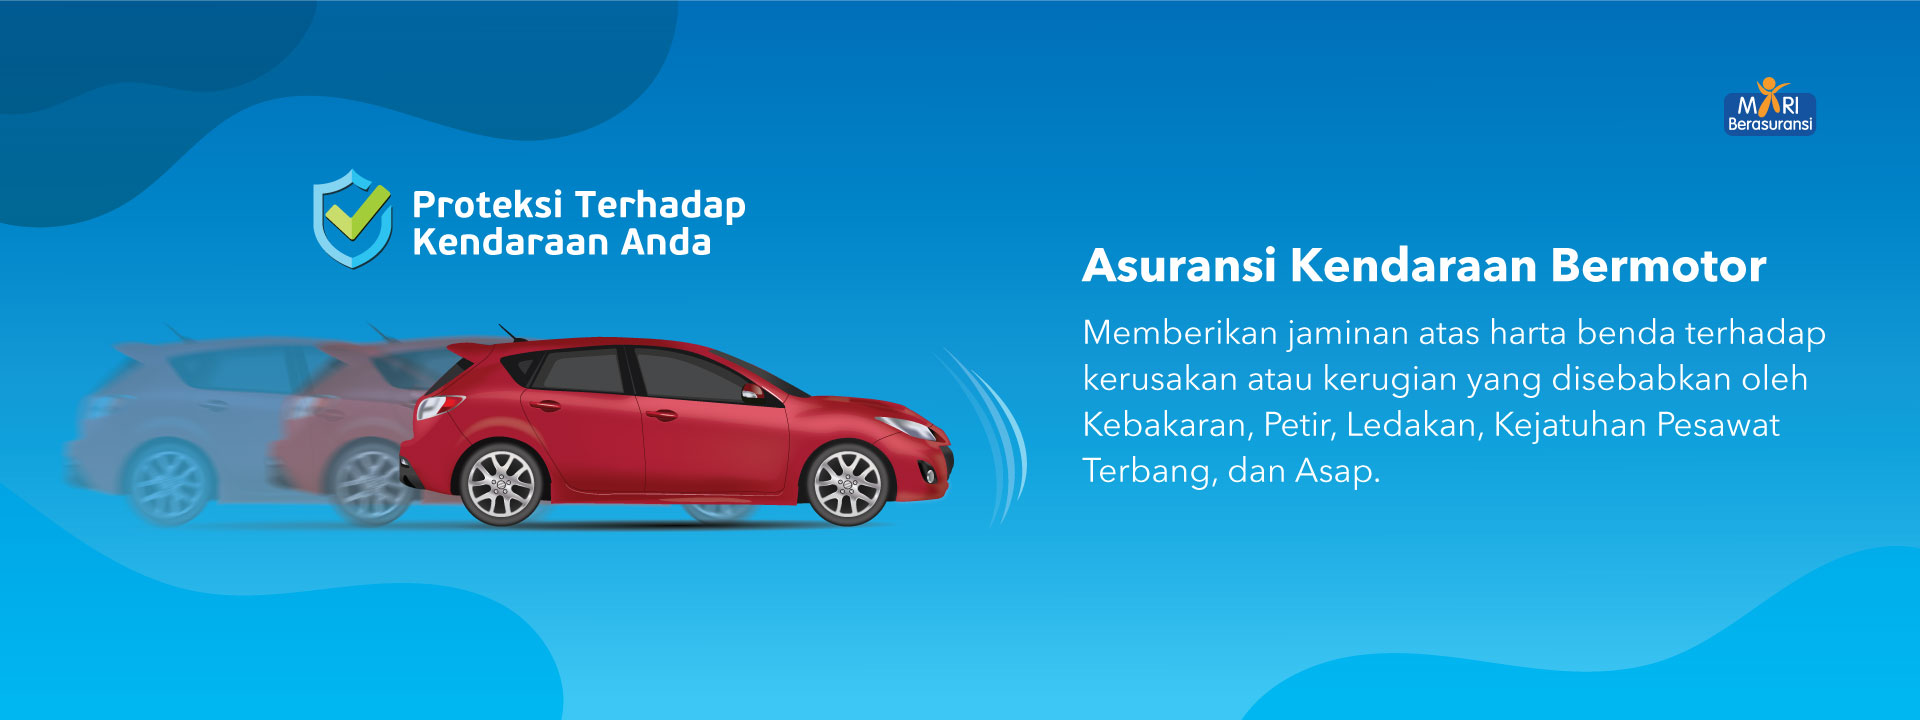 MARI
Berasuransi
Proteksi Terhadap
Kendaraan Anda
Asuransi Kendaraan Bermotor
Memberikan jaminan atas harta benda terhadap
kerusakan atau kerugian yang disebabkan oleh
Kebakaran, Petir, Ledakan, Kejatuhan Pesawat
Terbang, dan Asap.